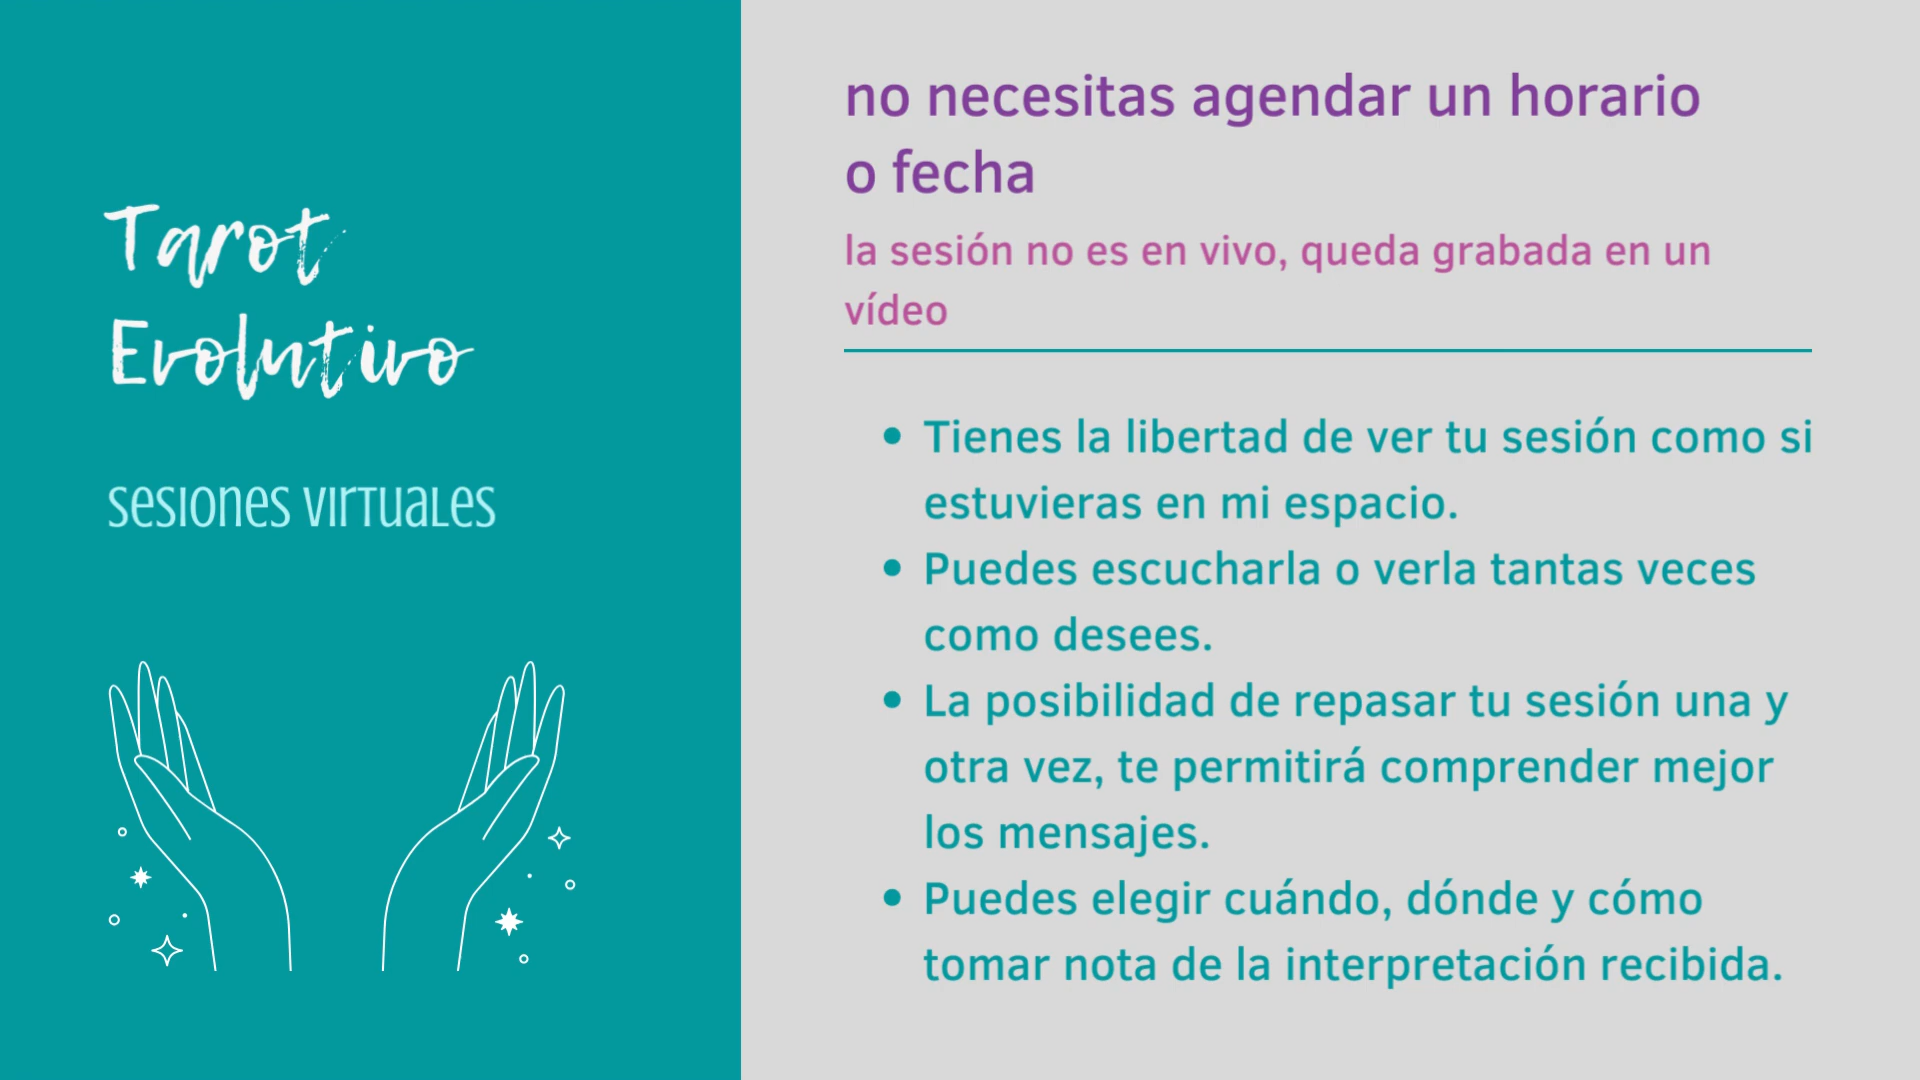 Tarot
Evolutivo
sesiones virtuales
no necesitas agendar un horario
o fecha
la sesión no es en vivo, queda grabada en un
vídeo
• Tienes la libertad de ver tu sesión como si
estuvieras en mi espacio.
• Puedes escucharla o verla tantas veces
como desees.
• La posibilidad de repasar tu sesión una y
otra vez, te permitirá comprender mejor
los mensajes.
• Puedes elegir cuándo, dónde y cómo
tomar nota de la interpretación recibida.